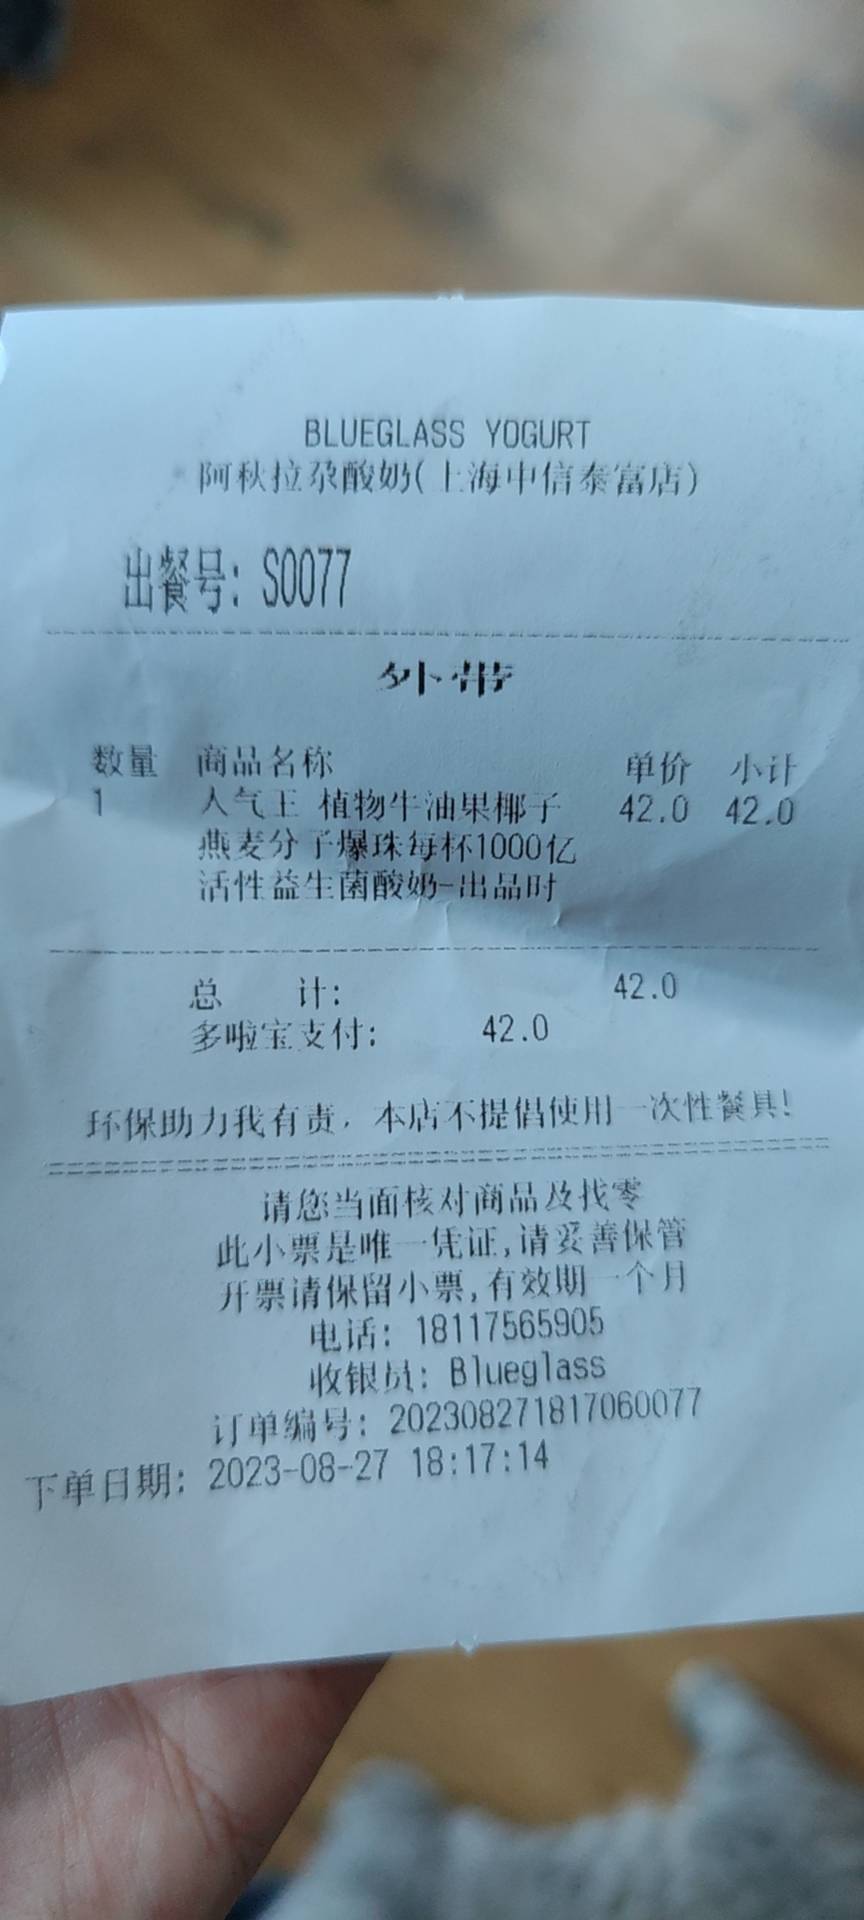 BLUEGLASS YOGURT
阿秋拉尕酸奶(上海中信泰富店)
出餐号: S0077
外带
数量 商品名称 单价 小计
1 人气王 植物牛油果椰子 42.0 42.0
燕麦分子爆珠每杯1000亿
活性益生菌酸奶-出品时
总 计: 42.0
多啦宝支付: 42.0
环保助力我有责，本店不提倡使用一次性餐具!
请您当面核对商品及找零
此小票是唯一凭证,请妥善保管
开票请保留小票,有效期一个月
电话: 18117565905
收银员: Blueglass
订单编号: 202308271817060077
下单日期: 2023-08-27 18:17:14